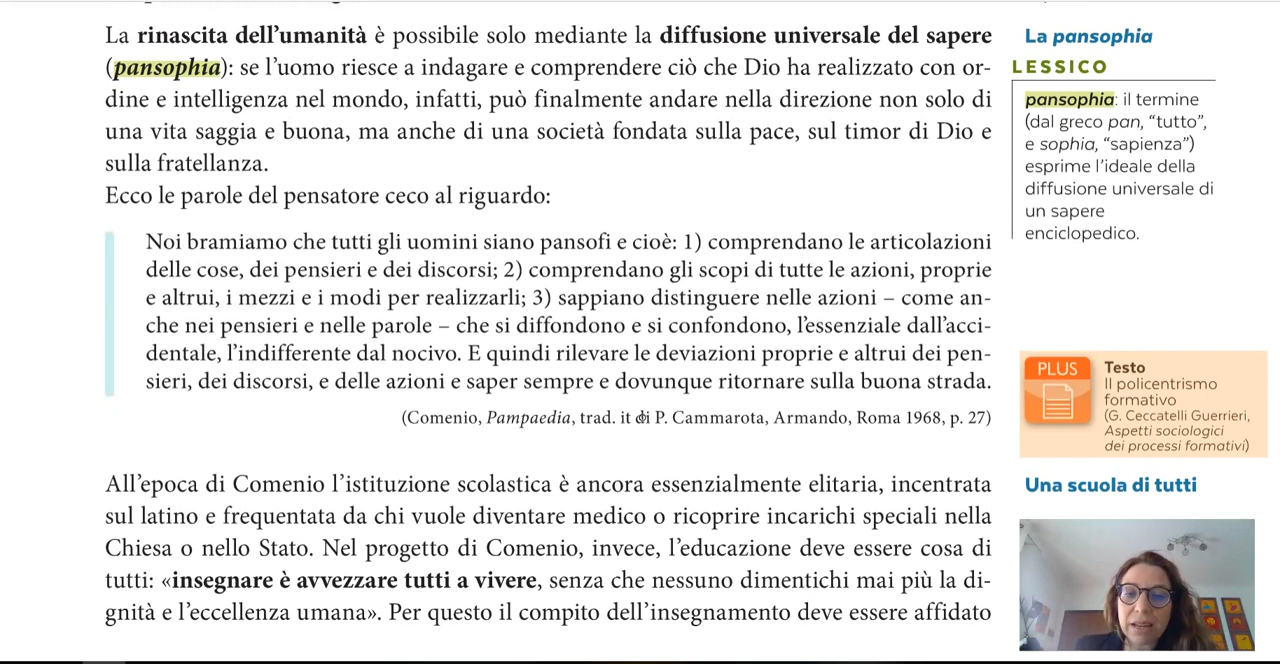 La rinascita dell'umanità è possibile solo mediante la diffusione universale del sapere
(pansophia): se l'uomo riesce a indagare e comprendere ciò che Dio ha realizzato con or-
dine e intelligenza nel mondo, infatti, può finalmente andare nella direzione non solo di
una vita saggia e buona, ma anche di una società fondata sulla pace, sul timor di Dio e
sulla fratellanza.
Ecco le parole del pensatore ceco al riguardo:
Noi bramiamo che tutti gli uomini siano pansofi e cioè: 1) comprendano le articolazioni
delle cose, dei pensieri e dei discorsi; 2) comprendano gli scopi di tutte le azioni, proprie
e altrui, i mezzi e i modi per realizzarli; 3) sappiano distinguere nelle azioni – come an-
che nei pensieri e nelle parole – che si diffondono e si confondono, l'essenziale dall'acci-
dentale, l'indifferente dal nocivo. E quindi rilevare le deviazioni proprie e altrui dei pen-
sieri, dei discorsi, e delle azioni e saper sempre e dovunque ritornare sulla buona strada.
(Comenio, Pampaedia, trad. it di P. Cammarota, Armando, Roma 1968, p. 27)
All'epoca di Comenio l'istituzione scolastica è ancora essenzialmente elitaria, incentrata
sul latino e frequentata da chi vuole diventare medico o ricoprire incarichi speciali nella
Chiesa o nello Stato. Nel progetto di Comenio, invece, l'educazione deve essere cosa di
tutti: «insegnare è avvezzare tutti a vivere, senza che nessuno dimentichi mai più la di-
gnità e l'eccellenza umana». Per questo il compito dell'insegnamento deve essere affidato
La pansophia
LESSICO
pansophia: il termine
(dal greco pan, “tutto”,
e sophia, “sapienza”)
esprime l'ideale della
diffusione universale di
un sapere
enciclopedico.
PLUS
Testo
Il policentrismo
formativo
(G. Ceccatelli Guerrieri,
Aspetti sociologici
dei processi formativi)
Una scuola di tutti